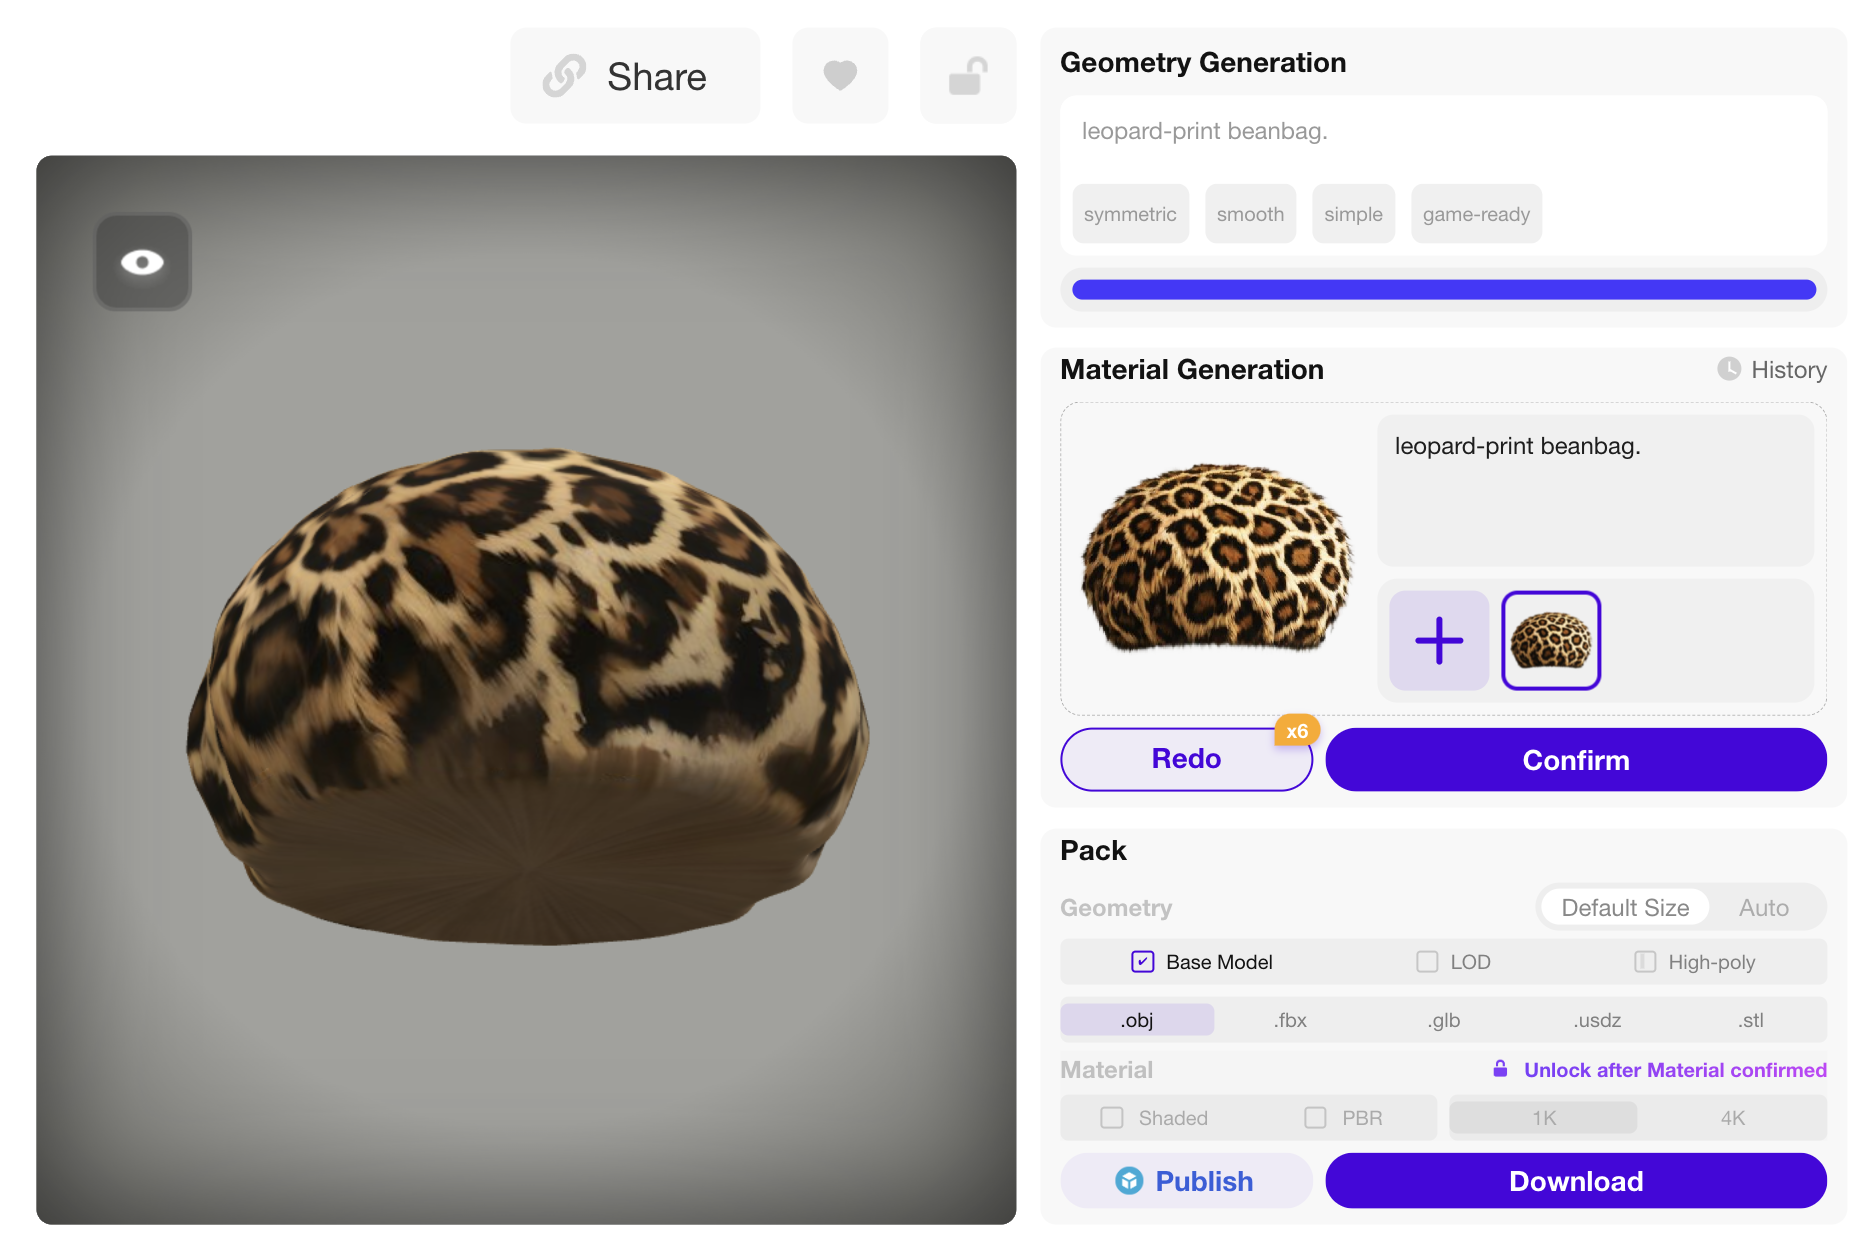 Share
Geometry Generation
leopard-print beanbag.
symmetric smooth simple game-ready
Material Generation
History
leopard-print beanbag.
x6
Redo
Confirm
Pack
Geometry
Default Size Auto
Base Model LOD High-poly
.obj .fbx .glb .usdz .stl
Material
Unlock after Material confirmed
Shaded PBR 1K 4K
Publish
Download